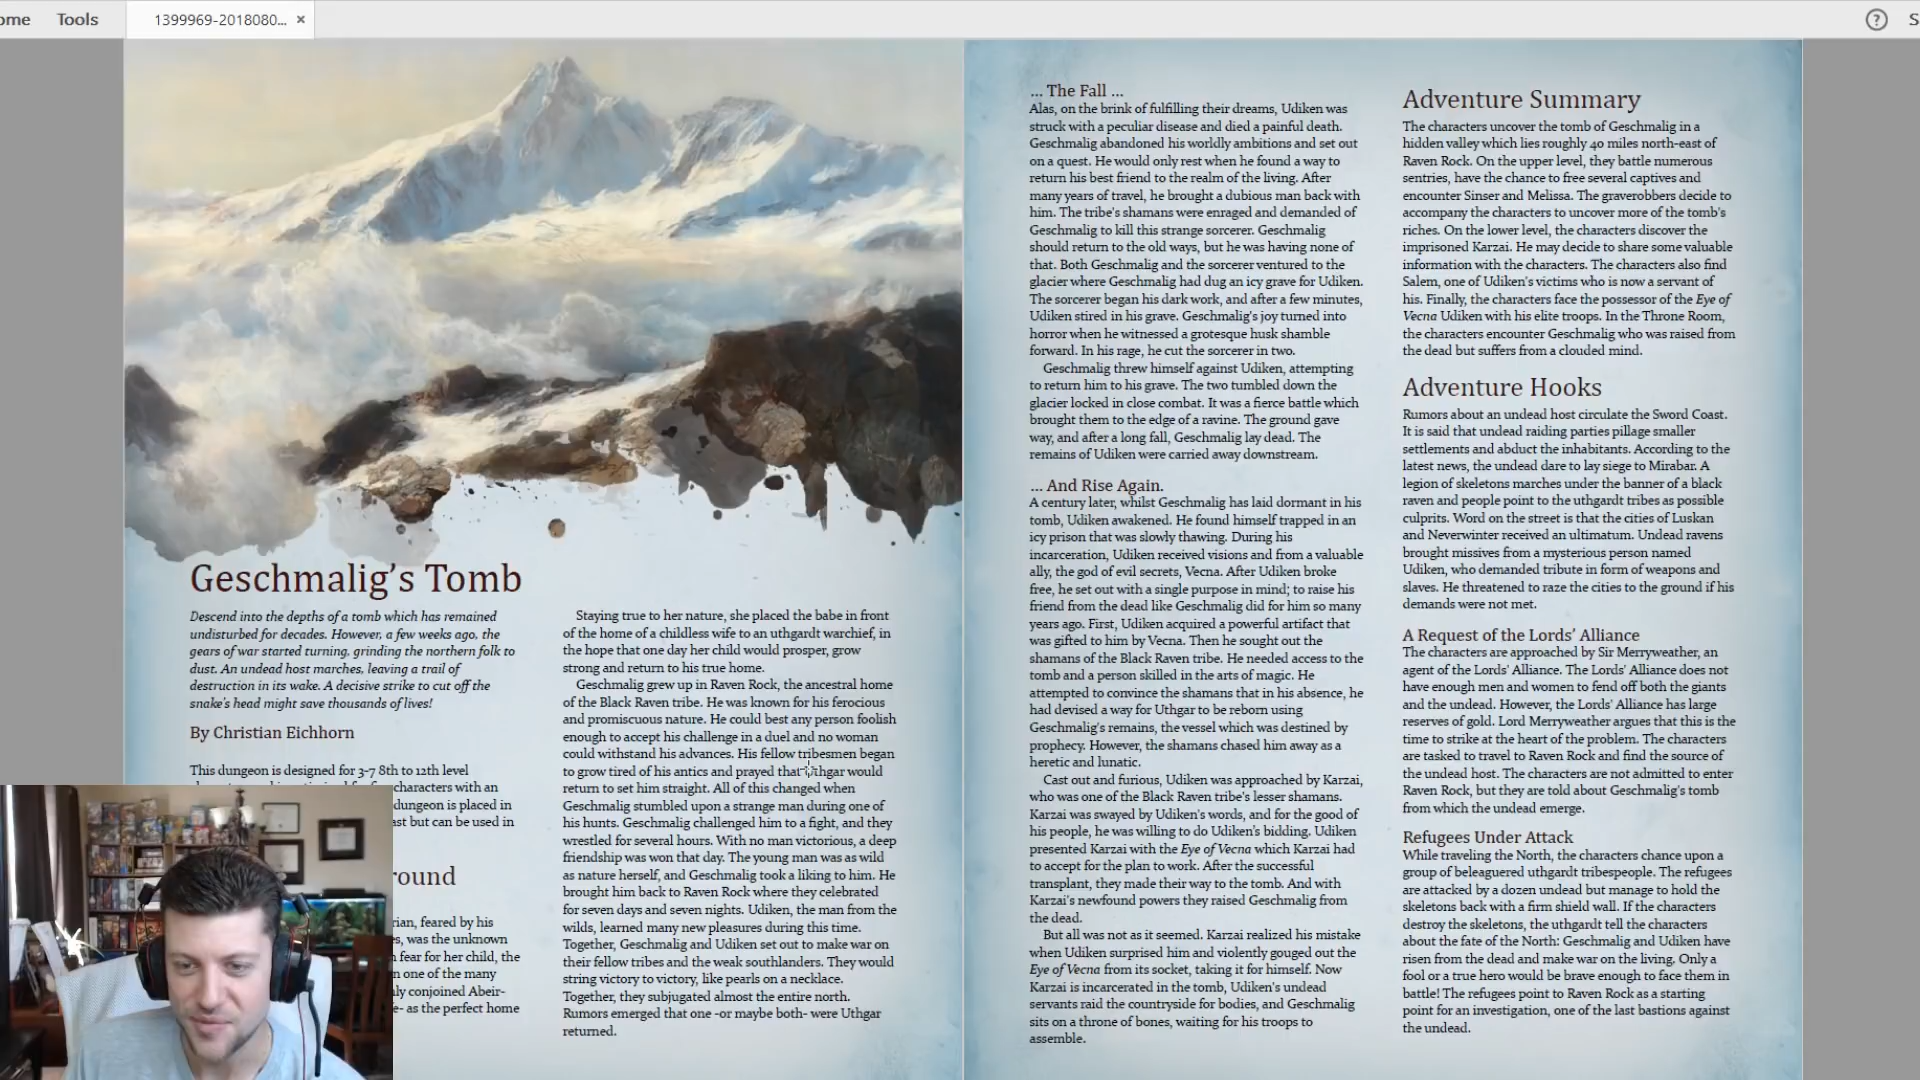 ome
Tools
1399969-2018080... ×
?
S
Geschmalig's Tomb
Descend into the depths of a tomb which has remained
undisturbed for decades. However, a few weeks ago, the
gears of war started turning, grinding the northern folk to
dust. An undead host marches, leaving a trail of
destruction in its wake. A decisive strike to cut off the
snake's head might save thousands of lives!
By Christian Eichhorn
This dungeon is designed for 3-7 8th to 12th level
characters with an
dungeon is placed in
ast but can be used in
round
rian, feared by his
s, was the unknown
n fear for her child, the
n one of the many
ly conjoined Abeir-
e- as the perfect home
Staying true to her nature, she placed the babe in front
of the home of a childless wife to an uthgardt warchief, in
the hope that one day her child would prosper, grow
strong and return to his true home.
Geschmalig grew up in Raven Rock, the ancestral home
of the Black Raven tribe. He was known for his ferocious
and promiscuous nature. He could best any person foolish
enough to accept his challenge in a duel and no woman
could withstand his advances. His fellow tribesmen began
to grow tired of his antics and prayed that Uthgar would
return to set him straight. All of this changed when
Geschmalig stumbled upon a strange man during one of
his hunts. Geschmalig challenged him to a fight, and they
wrestled for several hours. With no man victorious, a deep
friendship was won that day. The young man was as wild
as nature herself, and Geschmalig took a liking to him. He
brought him back to Raven Rock where they celebrated
for seven days and seven nights. Udiken, the man from the
wilds, learned many new pleasures during this time.
Together, Geschmalig and Udiken set out to make war on
their fellow tribes and the weak southlanders. They would
string victory to victory, like pearls on a necklace.
Together, they subjugated almost the entire north.
Rumors emerged that one -or maybe both- were Uthgar
returned.
... The Fall ...
Alas, on the brink of fulfilling their dreams, Udiken was
struck with a peculiar disease and died a painful death.
Geschmalig abandoned his worldly ambitions and set out
on a quest. He would only rest when he found a way to
return his best friend to the realm of the living. After
many years of travel, he brought a dubious man back with
him. The tribe's shamans were enraged and demanded of
Geschmalig to kill this strange sorcerer. Geschmalig
should return to the old ways, but he was having none of
that. Both Geschmalig and the sorcerer ventured to the
glacier where Geschmalig had dug an icy grave for Udiken.
The sorcerer began his dark work, and after a few minutes,
Udiken stired in his grave. Geschmalig's joy turned into
horror when he witnessed a grotesque husk shamble
forward. In his rage, he cut the sorcerer in two.
Geschmalig threw himself against Udiken, attempting
to return him to his grave. The two tumbled down the
glacier locked in close combat. It was a fierce battle which
brought them to the edge of a ravine. The ground gave
way, and after a long fall, Geschmalig lay dead. The
remains of Udiken were carried away downstream.
... And Rise Again.
A century later, whilst Geschmalig has laid dormant in his
tomb, Udiken awakened. He found himself trapped in an
icy prison that was slowly thawing. During his
incarceration, Udiken received visions and from a valuable
ally, the god of evil secrets, Vecna. After Udiken broke
free, he set out with a single purpose in mind; to raise his
friend from the dead like Geschmalig did for him so many
years ago. First, Udiken acquired a powerful artifact that
was gifted to him by Vecna. Then he sought out the
shamans of the Black Raven tribe. He needed access to the
tomb and a person skilled in the arts of magic. He
attempted to convince the shamans that in his absence, he
had devised a way for Uthgar to be reborn using
Geschmalig's remains, the vessel which was destined by
prophecy. However, the shamans chased him away as a
heretic and lunatic.
Cast out and furious, Udiken was approached by Karzai,
who was one of the Black Raven tribe's lesser shamans.
Karzai was swayed by Udiken's words, and for the good of
his people, he was willing to do Udiken's bidding. Udiken
presented Karzai with the Eye of Vecna which Karzai had
to accept for the plan to work. After the successful
transplant, they made their way to the tomb. And with
Karzai's newfound powers they raised Geschmalig from
the dead.
But all was not as it seemed. Karzai realized his mistake
when Udiken surprised him and violently gouged out the
Eye of Vecna from its socket, taking it for himself. Now
Karzai is incarcerated in the tomb, Udiken's undead
servants raid the countryside for bodies, and Geschmalig
sits on a throne of bones, waiting for his troops to
assemble.
Adventure Summary
The characters uncover the tomb of Geschmalig in a
hidden valley which lies roughly 40 miles north-east of
Raven Rock. On the upper level, they battle numerous
sentries, have the chance to free several captives and
encounter Sinser and Melissa. The graverobbers decide to
accompany the characters to uncover more of the tomb's
riches. On the lower level, the characters discover the
imprisoned Karzai. He may decide to share some valuable
information with the characters. The characters also find
Salem, one of Udiken's victims who is now a servant of
his. Finally, the characters face the possessor of the Eye of
Vecna Udiken with his elite troops. In the Throne Room,
the characters encounter Geschmalig who was raised from
the dead but suffers from a clouded mind.
Adventure Hooks
Rumors about an undead host circulate the Sword Coast.
It is said that undead raiding parties pillage smaller
settlements and abduct the inhabitants. According to the
latest news, the undead dare to lay siege to Mirabar. A
legion of skeletons marches under the banner of a black
raven and people point to the uthgardt tribes as possible
culprits. Word on the street is that the cities of Luskan
and Neverwinter received an ultimatum. Undead ravens
brought missives from a mysterious person named
Udiken, who demanded tribute in form of weapons and
slaves. He threatened to raze the cities to the ground if his
demands were not met.
A Request of the Lords' Alliance
The characters are approached by Sir Merryweather, an
agent of the Lords' Alliance. The Lords' Alliance does not
have enough men and women to fend off both the giants
and the undead. However, the Lords' Alliance has large
reserves of gold. Lord Merryweather argues that this is the
time to strike at the heart of the problem. The characters
are tasked to travel to Raven Rock and find the source of
the undead host. The characters are not admitted to enter
Raven Rock, but they are told about Geschmalig's tomb
from which the undead emerge.
Refugees Under Attack
While traveling the North, the characters chance upon a
group of beleaguered uthgardt tribespeople. The refugees
are attacked by a dozen undead but manage to hold the
skeletons back with a firm shield wall. If the characters
destroy the skeletons, the uthgardt tell the characters
about the fate of the North: Geschmalig and Udiken have
risen from the dead and make war on the living. Only a
fool or a true hero would be brave enough to face them in
battle! The refugees point to Raven Rock as a starting
point for an investigation, one of the last bastions against
the undead.